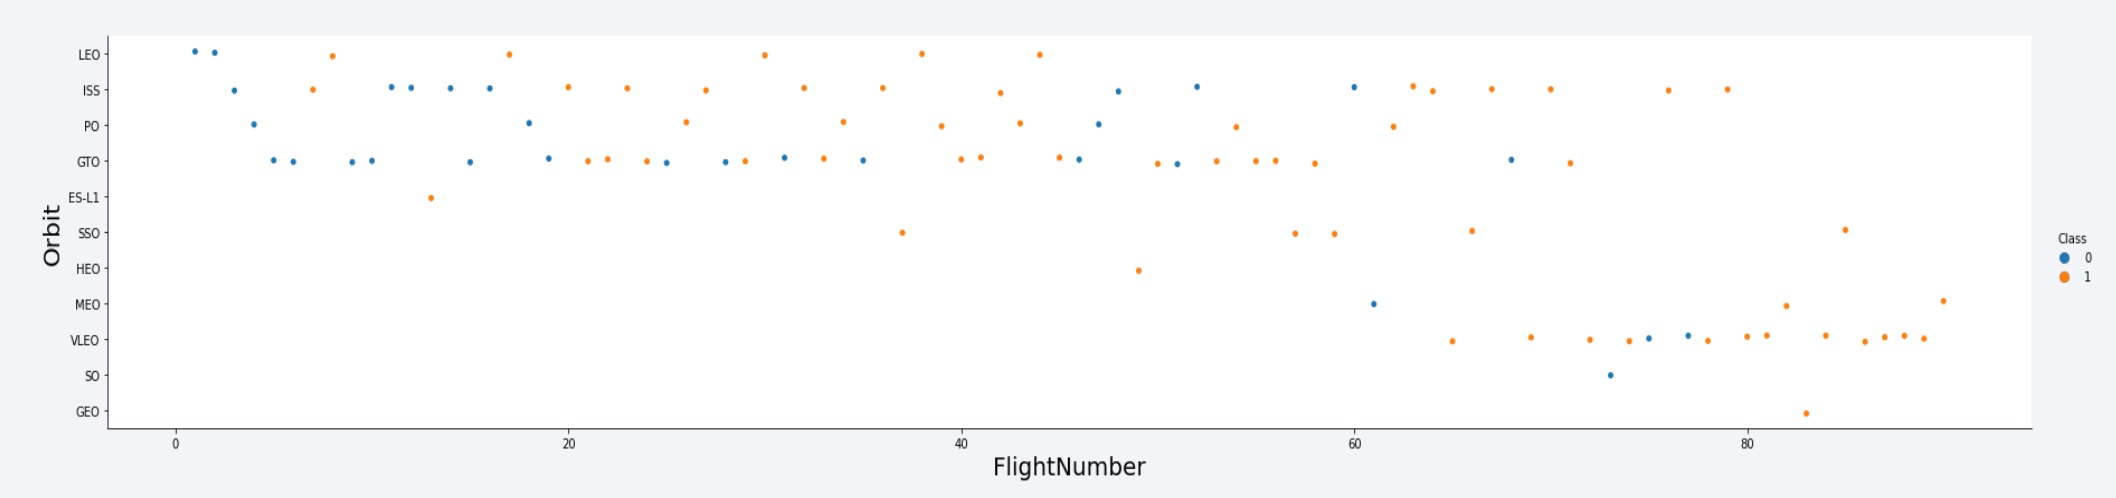 LEO
ISS
PO
GTO
ES-L1
SSO
HEO
MEO
VLEO
SO
GEO
Orbit
0 20 40 60 80
FlightNumber
Class
0
1